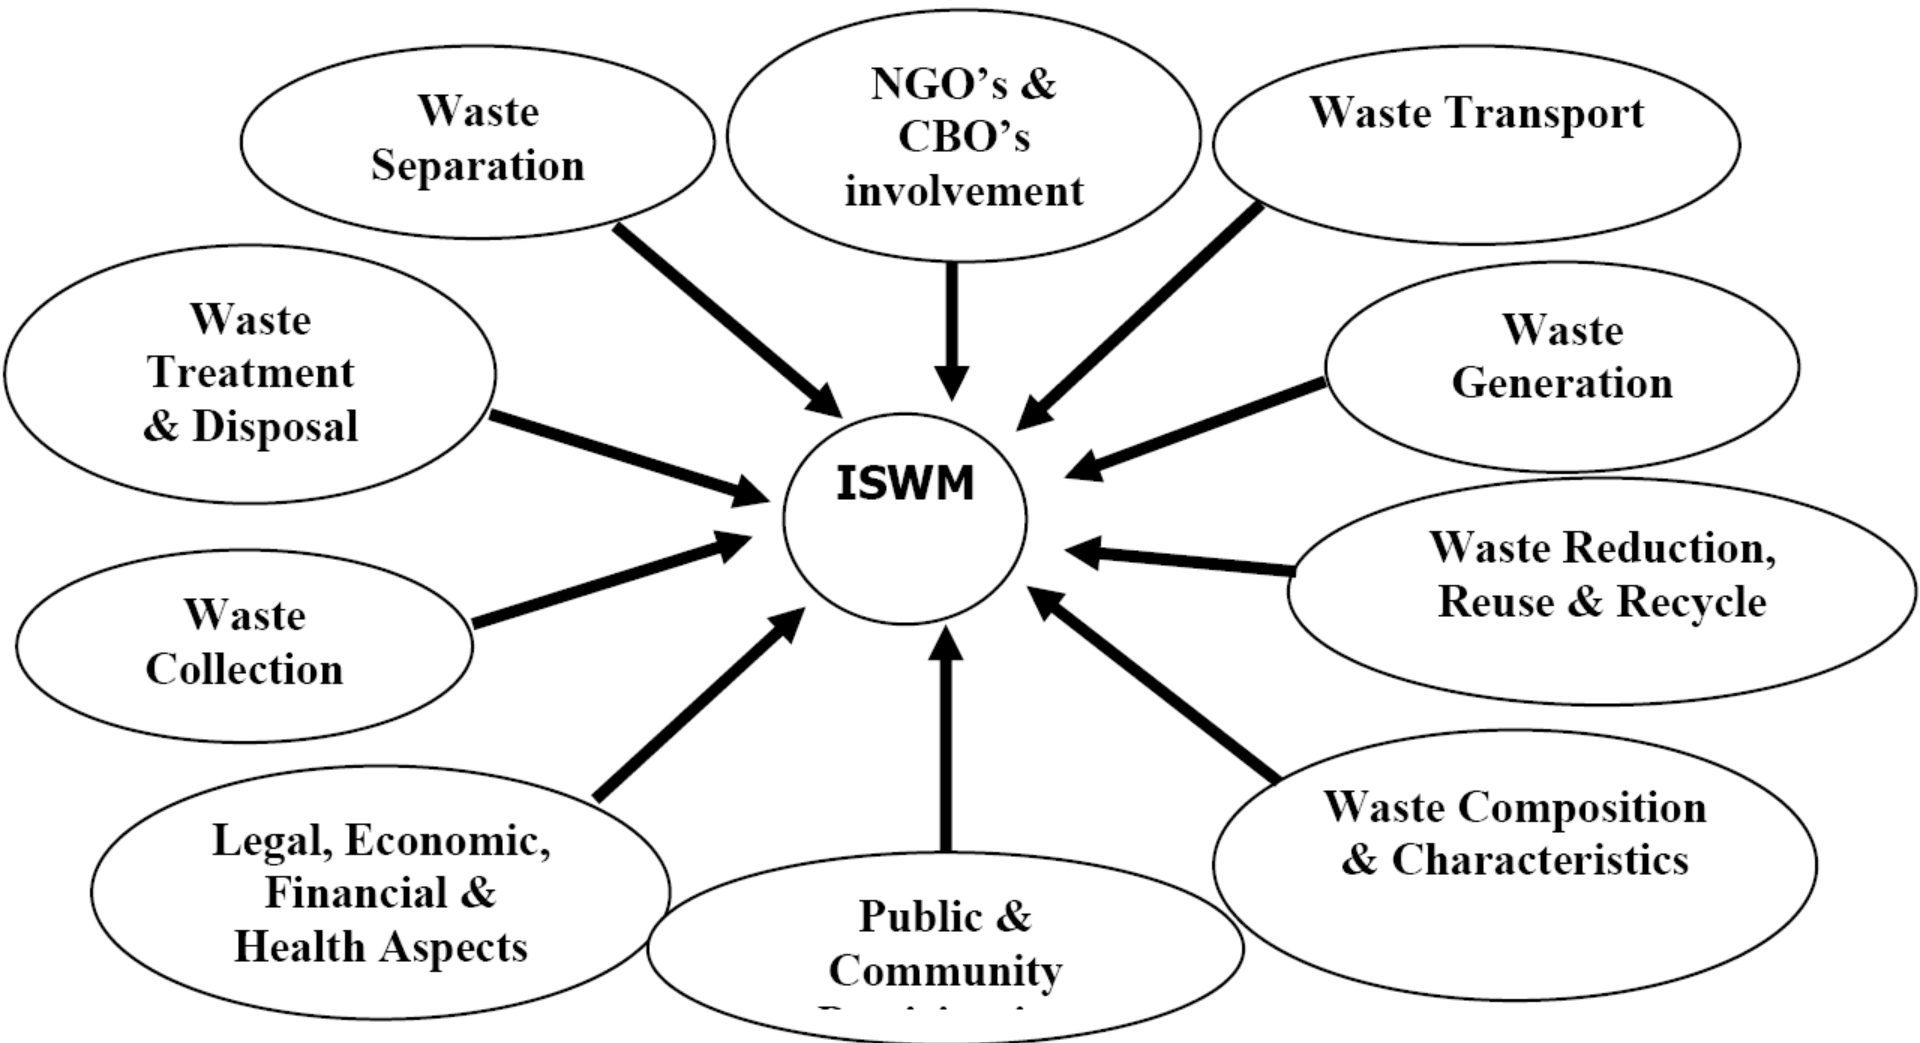 NGO’s &
CBO’s
involvement
Waste
Separation
Waste Transport
Waste
Treatment
& Disposal
Waste
Generation
ISWM
Waste Reduction,
Reuse & Recycle
Waste
Collection
Waste Composition
& Characteristics
Legal, Economic,
Financial &
Health Aspects
Public &
Community